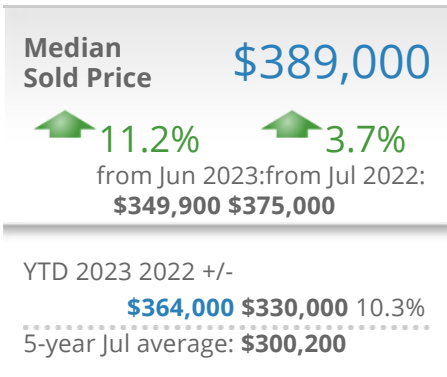 Median
Sold Price
$389,000
11.2%
3.7%
from Jun 2023:from Jul 2022:
$349,900 $375,000
YTD 2023 2022 +/-
$364,000 $330,000 10.3%
5-year Jul average: $300,200